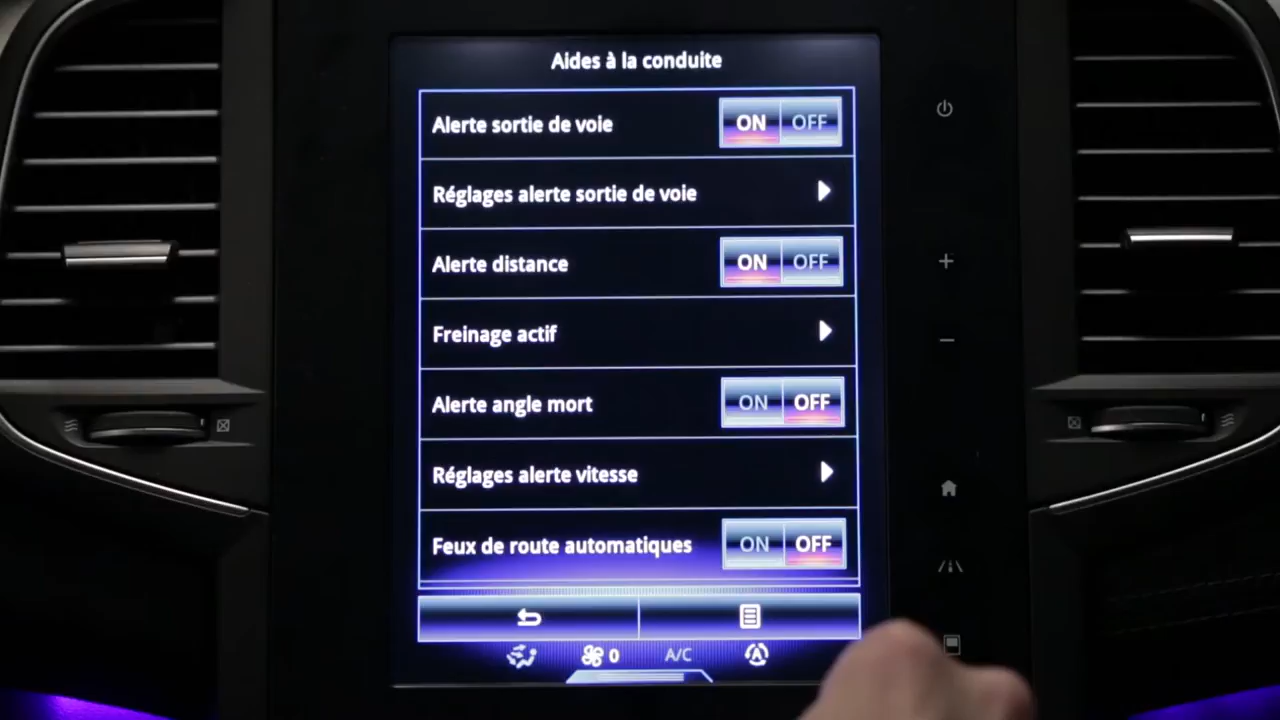 Aides à la conduite
Alerte sortie de voie ON OFF
Réglages alerte sortie de voie
Alerte distance ON OFF
Freinage actif
Alerte angle mort ON OFF
Réglages alerte vitesse
Feux de route automatiques ON OFF
0 A/C A